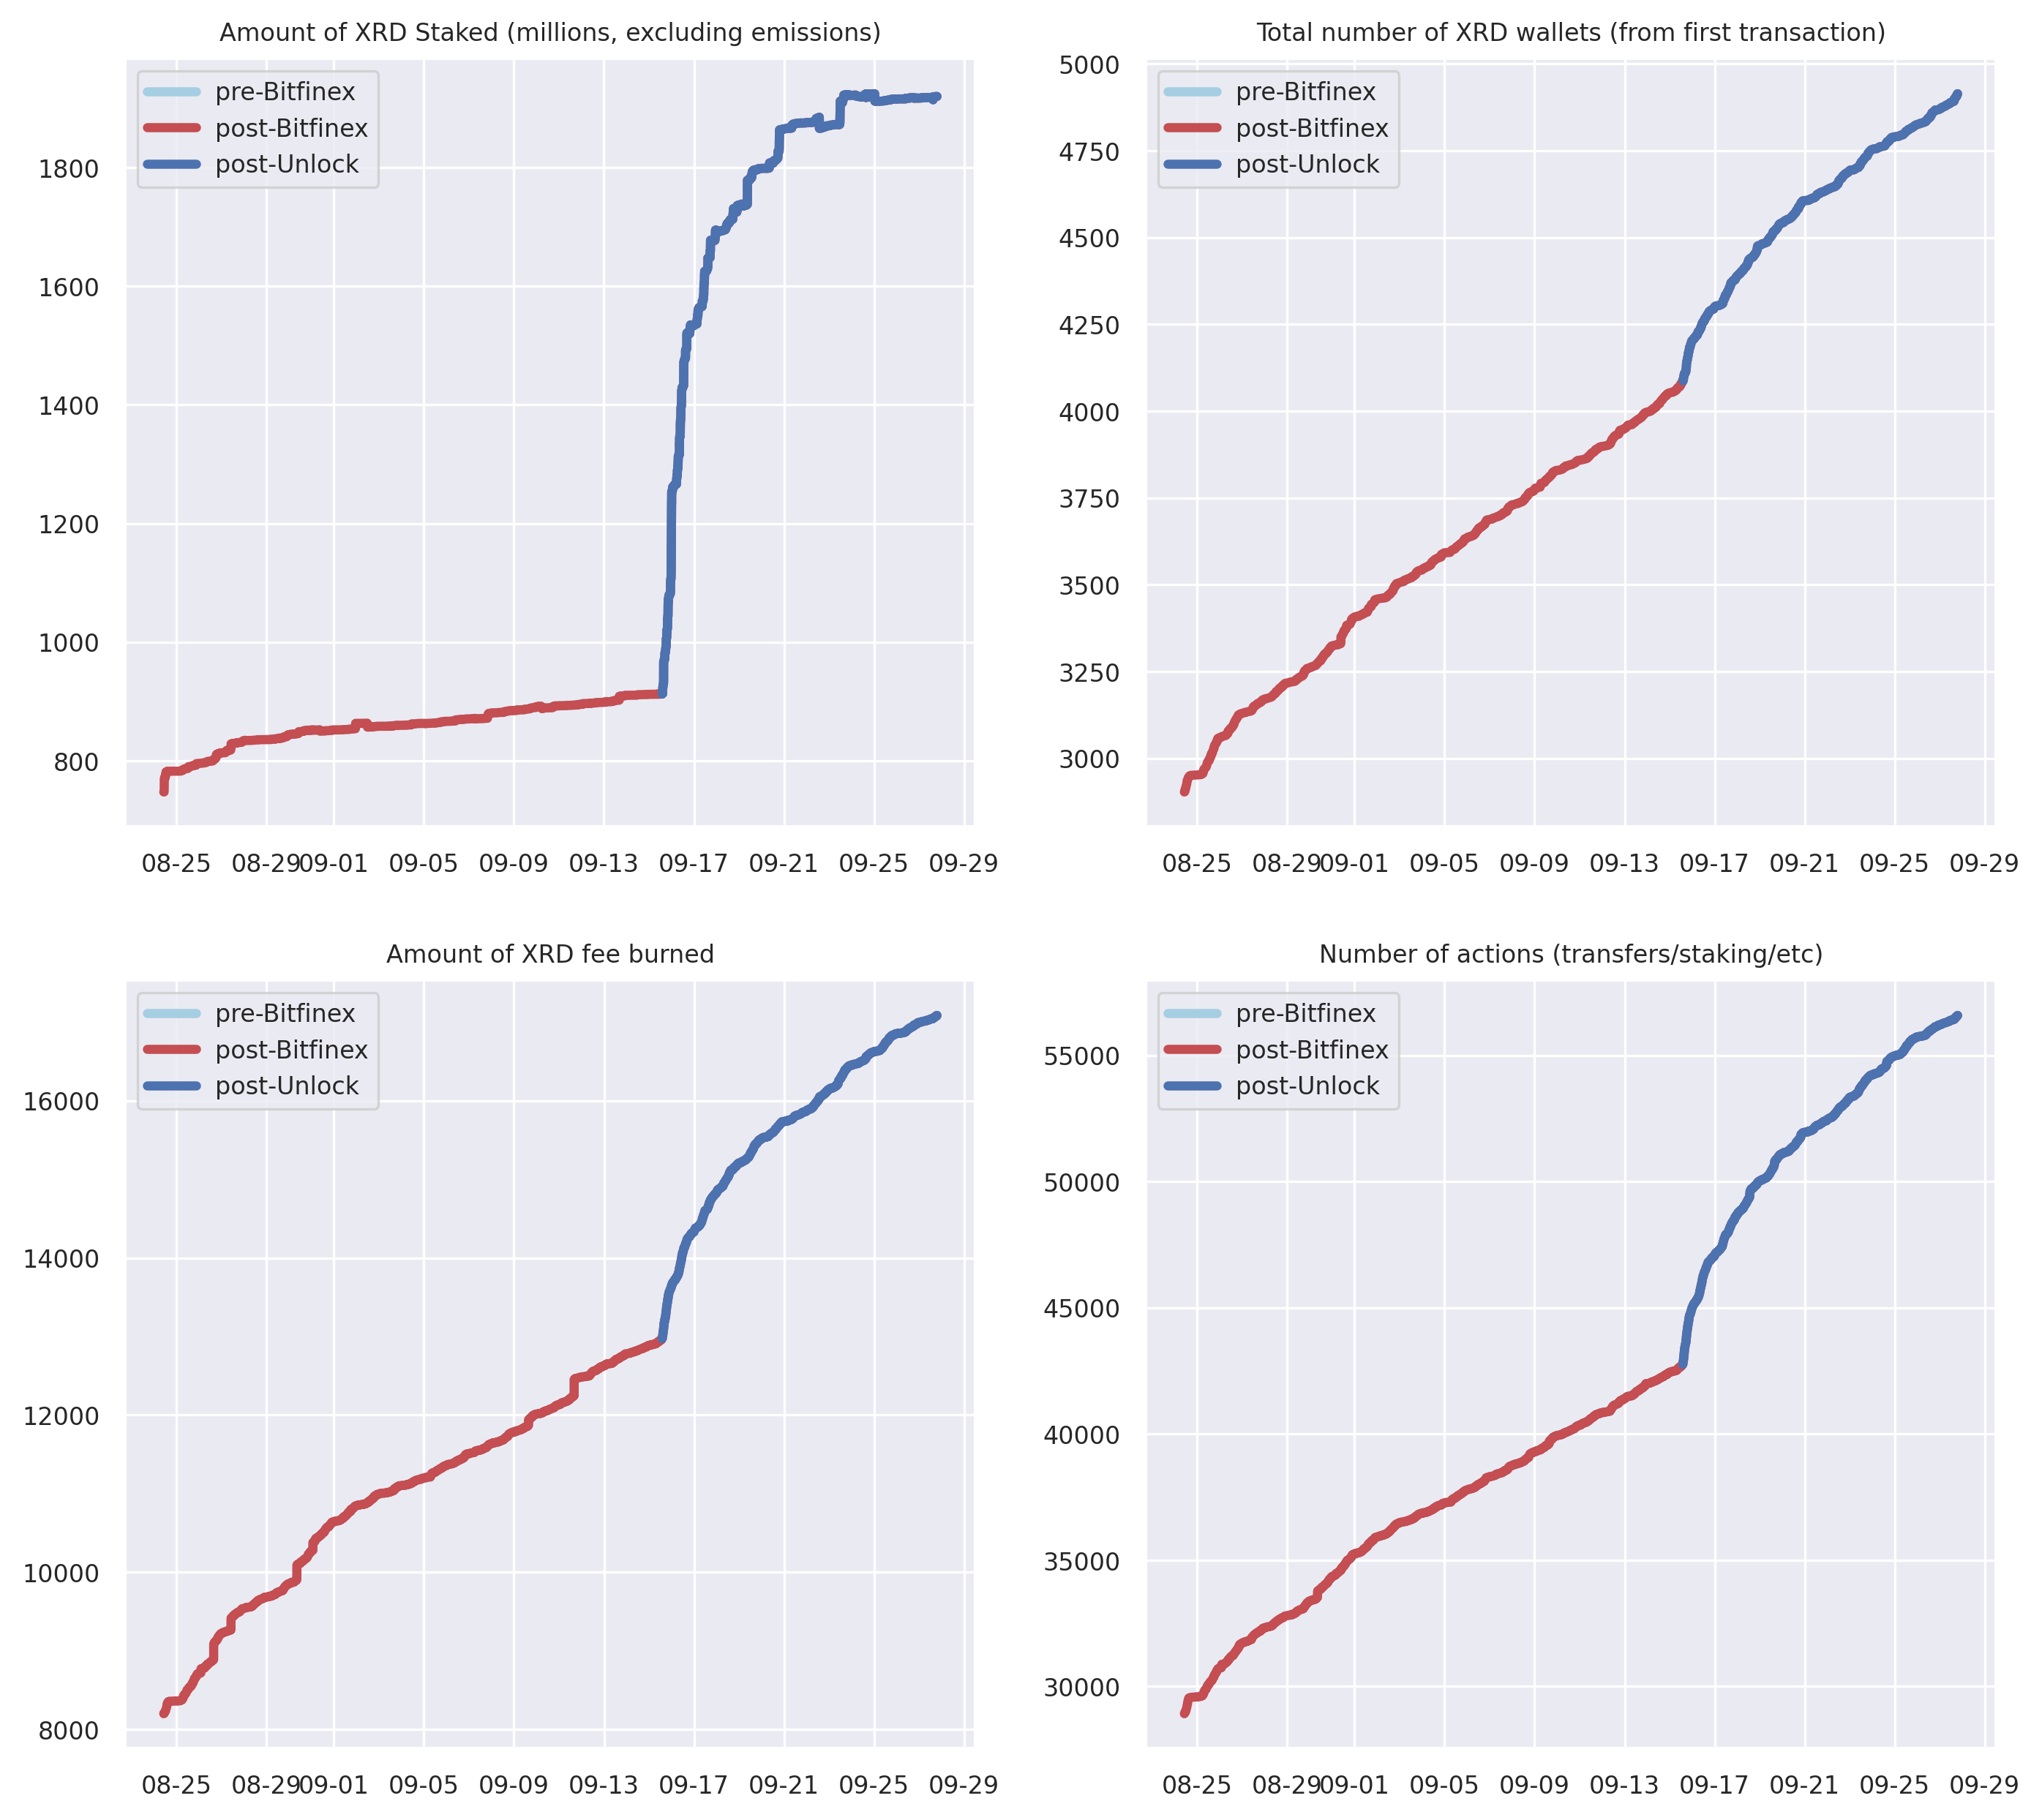 Amount of XRD Staked (millions, excluding emissions)
pre-Bitfinex
post-Bitfinex
post-Unlock
1800
1600
1400
1200
1000
800
08-25 08-29 09-01 09-05 09-09 09-13 09-17 09-21 09-25 09-29
Total number of XRD wallets (from first transaction)
pre-Bitfinex
post-Bitfinex
post-Unlock
5000
4750
4500
4250
4000
3750
3500
3250
3000
08-25 08-29 09-01 09-05 09-09 09-13 09-17 09-21 09-25 09-29
Amount of XRD fee burned
pre-Bitfinex
post-Bitfinex
post-Unlock
16000
14000
12000
10000
8000
08-25 08-29 09-01 09-05 09-09 09-13 09-17 09-21 09-25 09-29
Number of actions (transfers/staking/etc)
pre-Bitfinex
post-Bitfinex
post-Unlock
55000
50000
45000
40000
35000
30000
08-25 08-29 09-01 09-05 09-09 09-13 09-17 09-21 09-25 09-29